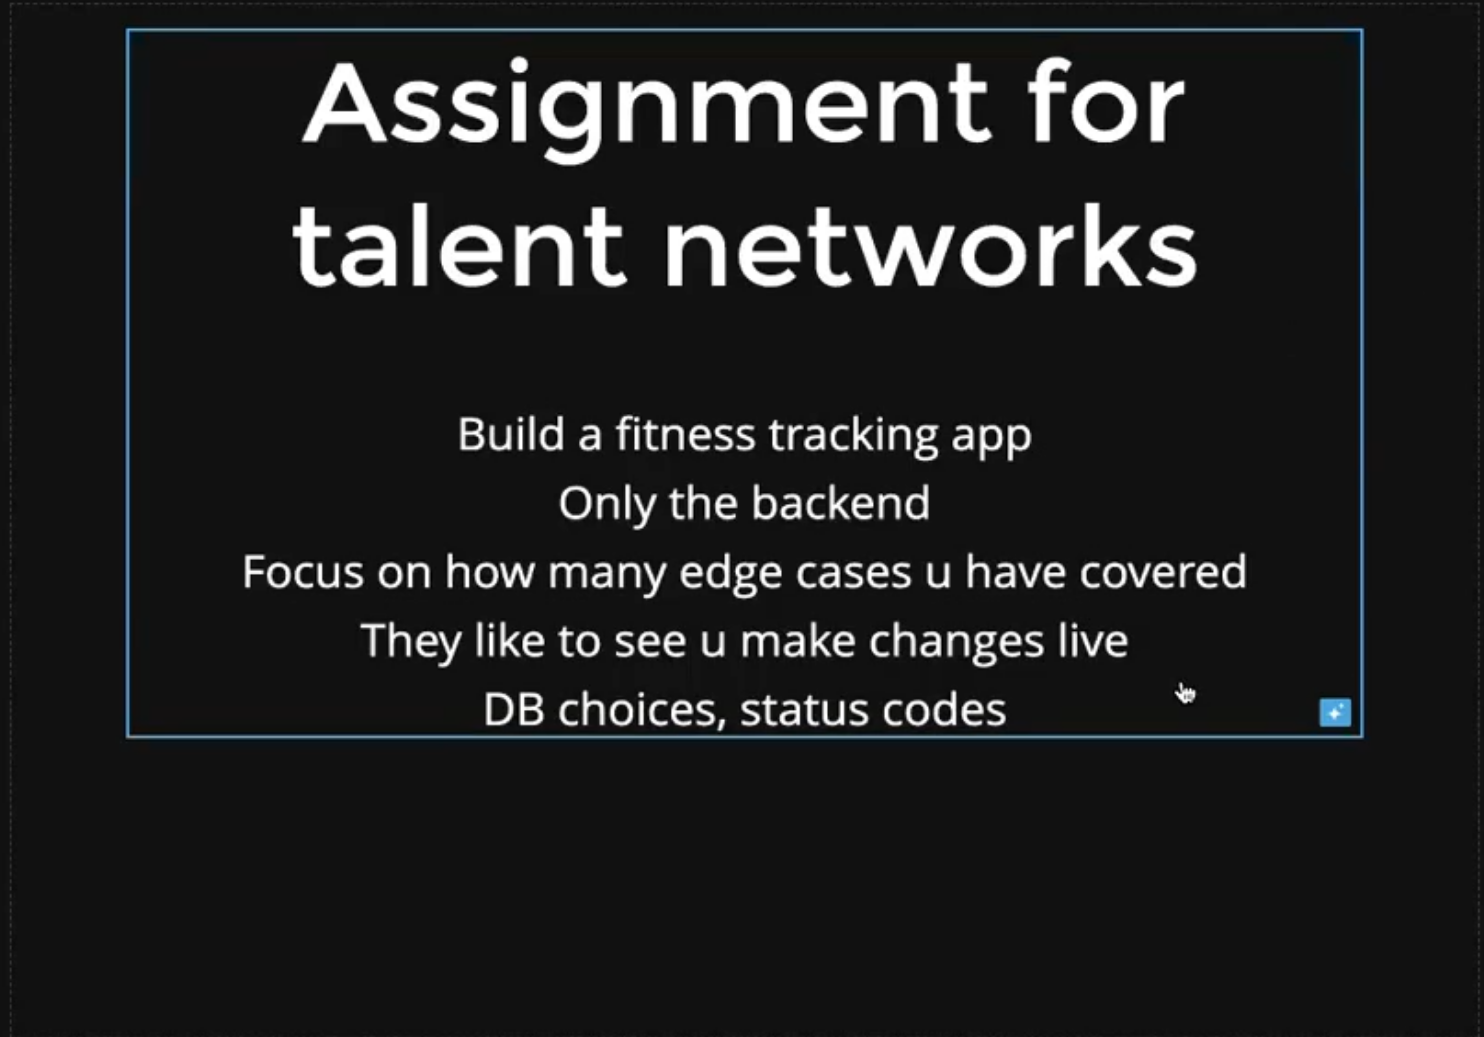 Assignment for
talent networks
Build a fitness tracking app
Only the backend
Focus on how many edge cases u have covered
They like to see u make changes live
DB choices, status codes